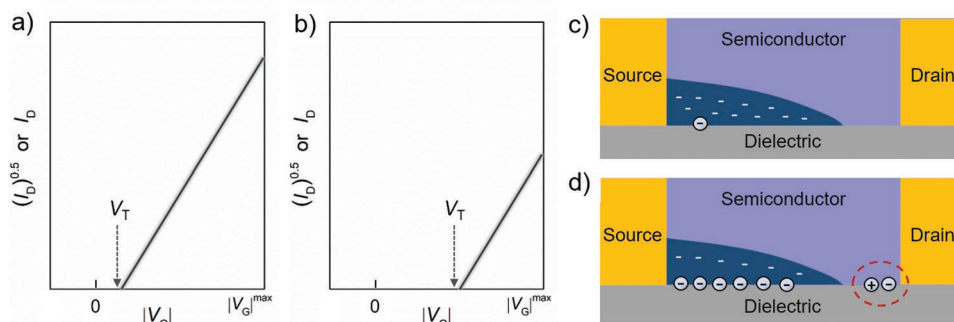 a)
(I_D)^0.5 or I_D
V_T
0
|V_G|
|V_G|^max
b)
(I_D)^0.5 or I_D
V_T
0
|V_G|
|V_G|^max
c)
Semiconductor
Source
Drain
Dielectric
d)
Semiconductor
Source
Drain
Dielectric